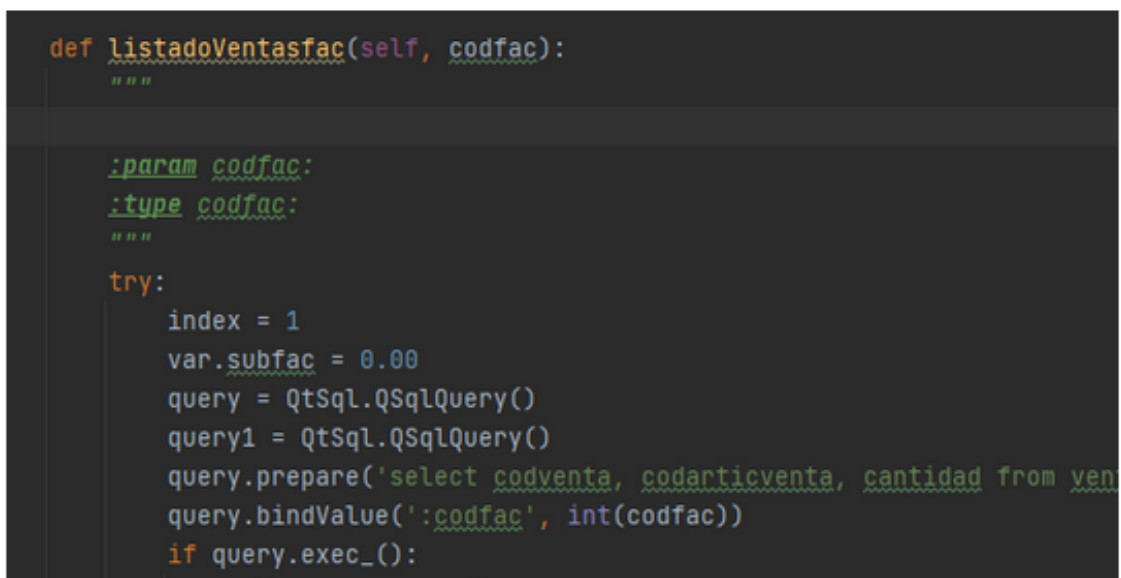 def listadoVentasfac(self, codfac):
"""
:param codfac:
:type codfac:
"""
try:
index = 1
var.subfac = 0.00
query = QtSql.QSqlQuery()
query1 = QtSql.QSqlQuery()
query.prepare('select codventa, codarticventa, cantidad from ven
query.bindValue(':codfac', int(codfac))
if query.exec_():